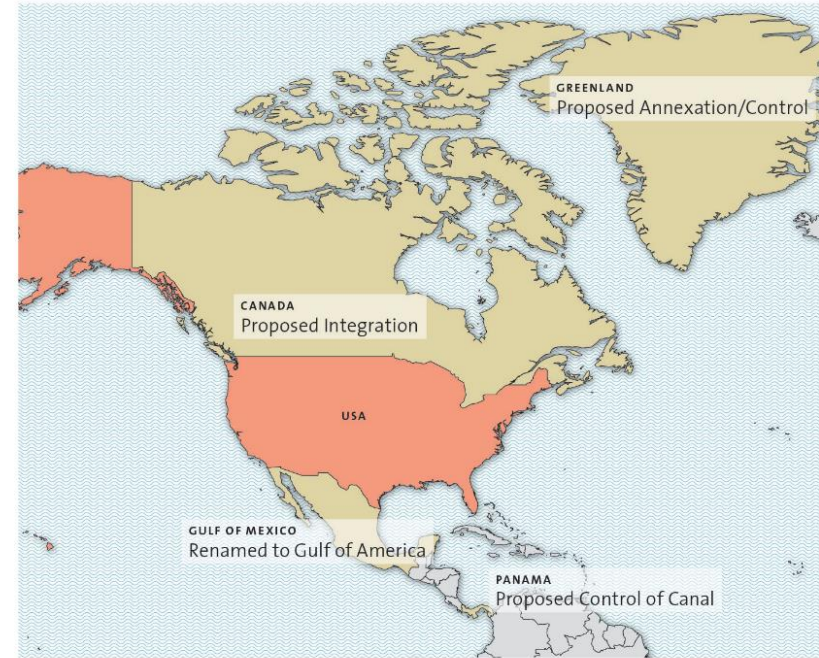 GREENLAND
Proposed Annexation/Control
CANADA
Proposed Integration
USA
GULF OF MEXICO
Renamed to Gulf of America
PANAMA
Proposed Control of Canal